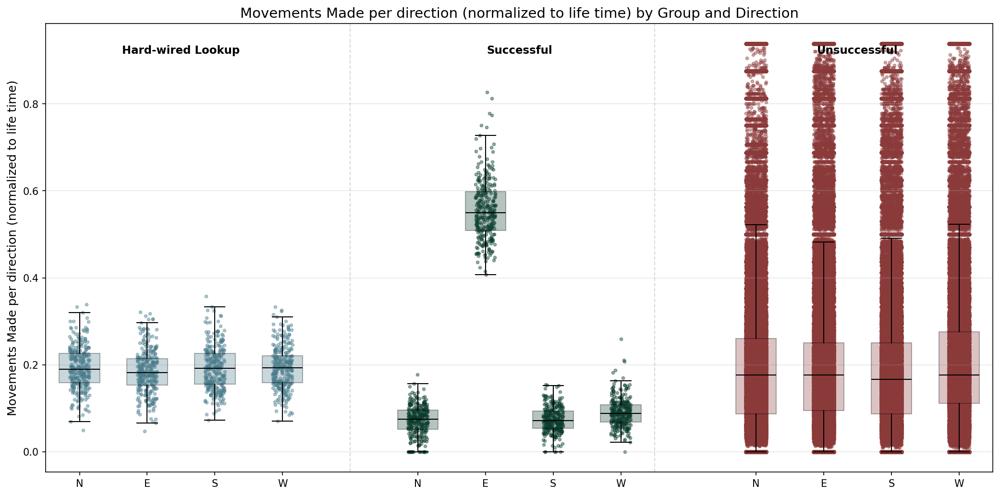 Movements Made per direction (normalized to life time) by Group and Direction
Movements Made per direction (normalized to life time)
Hard-wired Lookup
Successful
Unsuccessful
0.8
0.6
0.4
0.2
0.0
N E S W N E S W N E S W